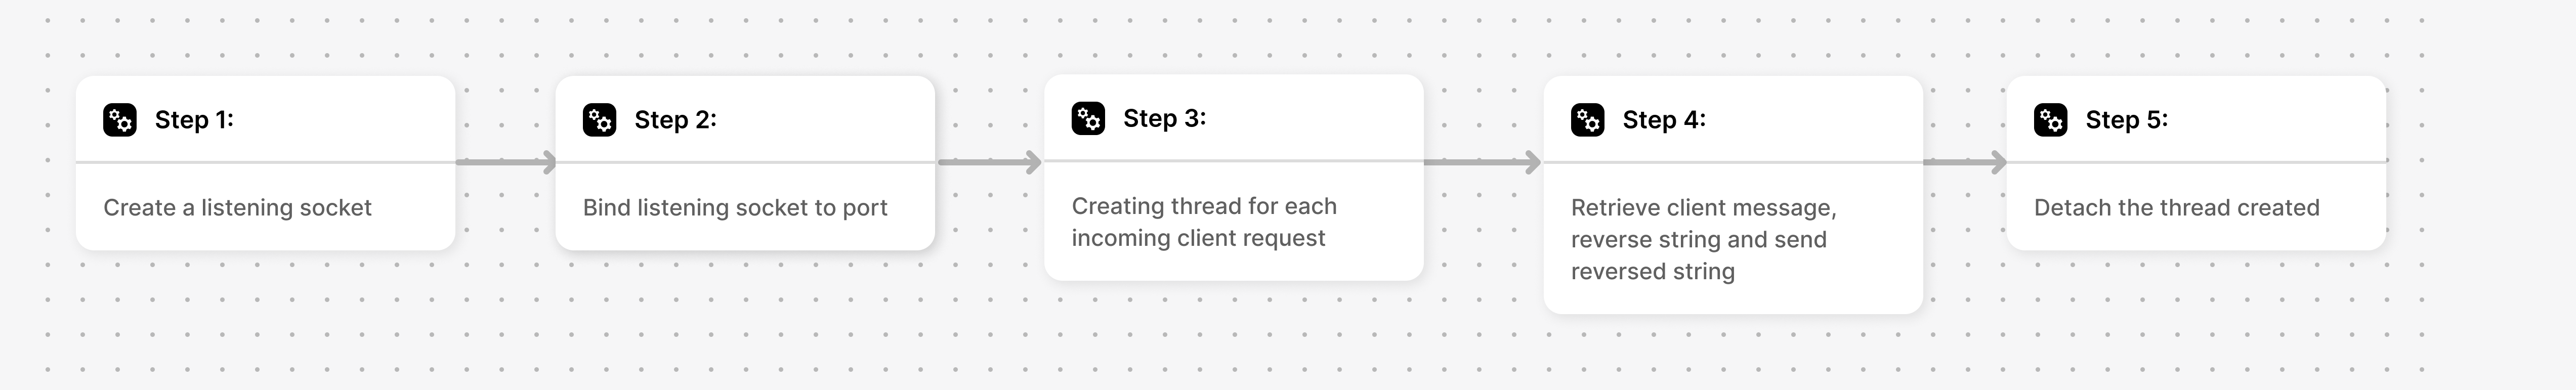 Step 1:
Create a listening socket
Step 2:
Bind listening socket to port
Step 3:
Creating thread for each
incoming client request
Step 4:
Retrieve client message,
reverse string and send
reversed string
Step 5:
Detach the thread created